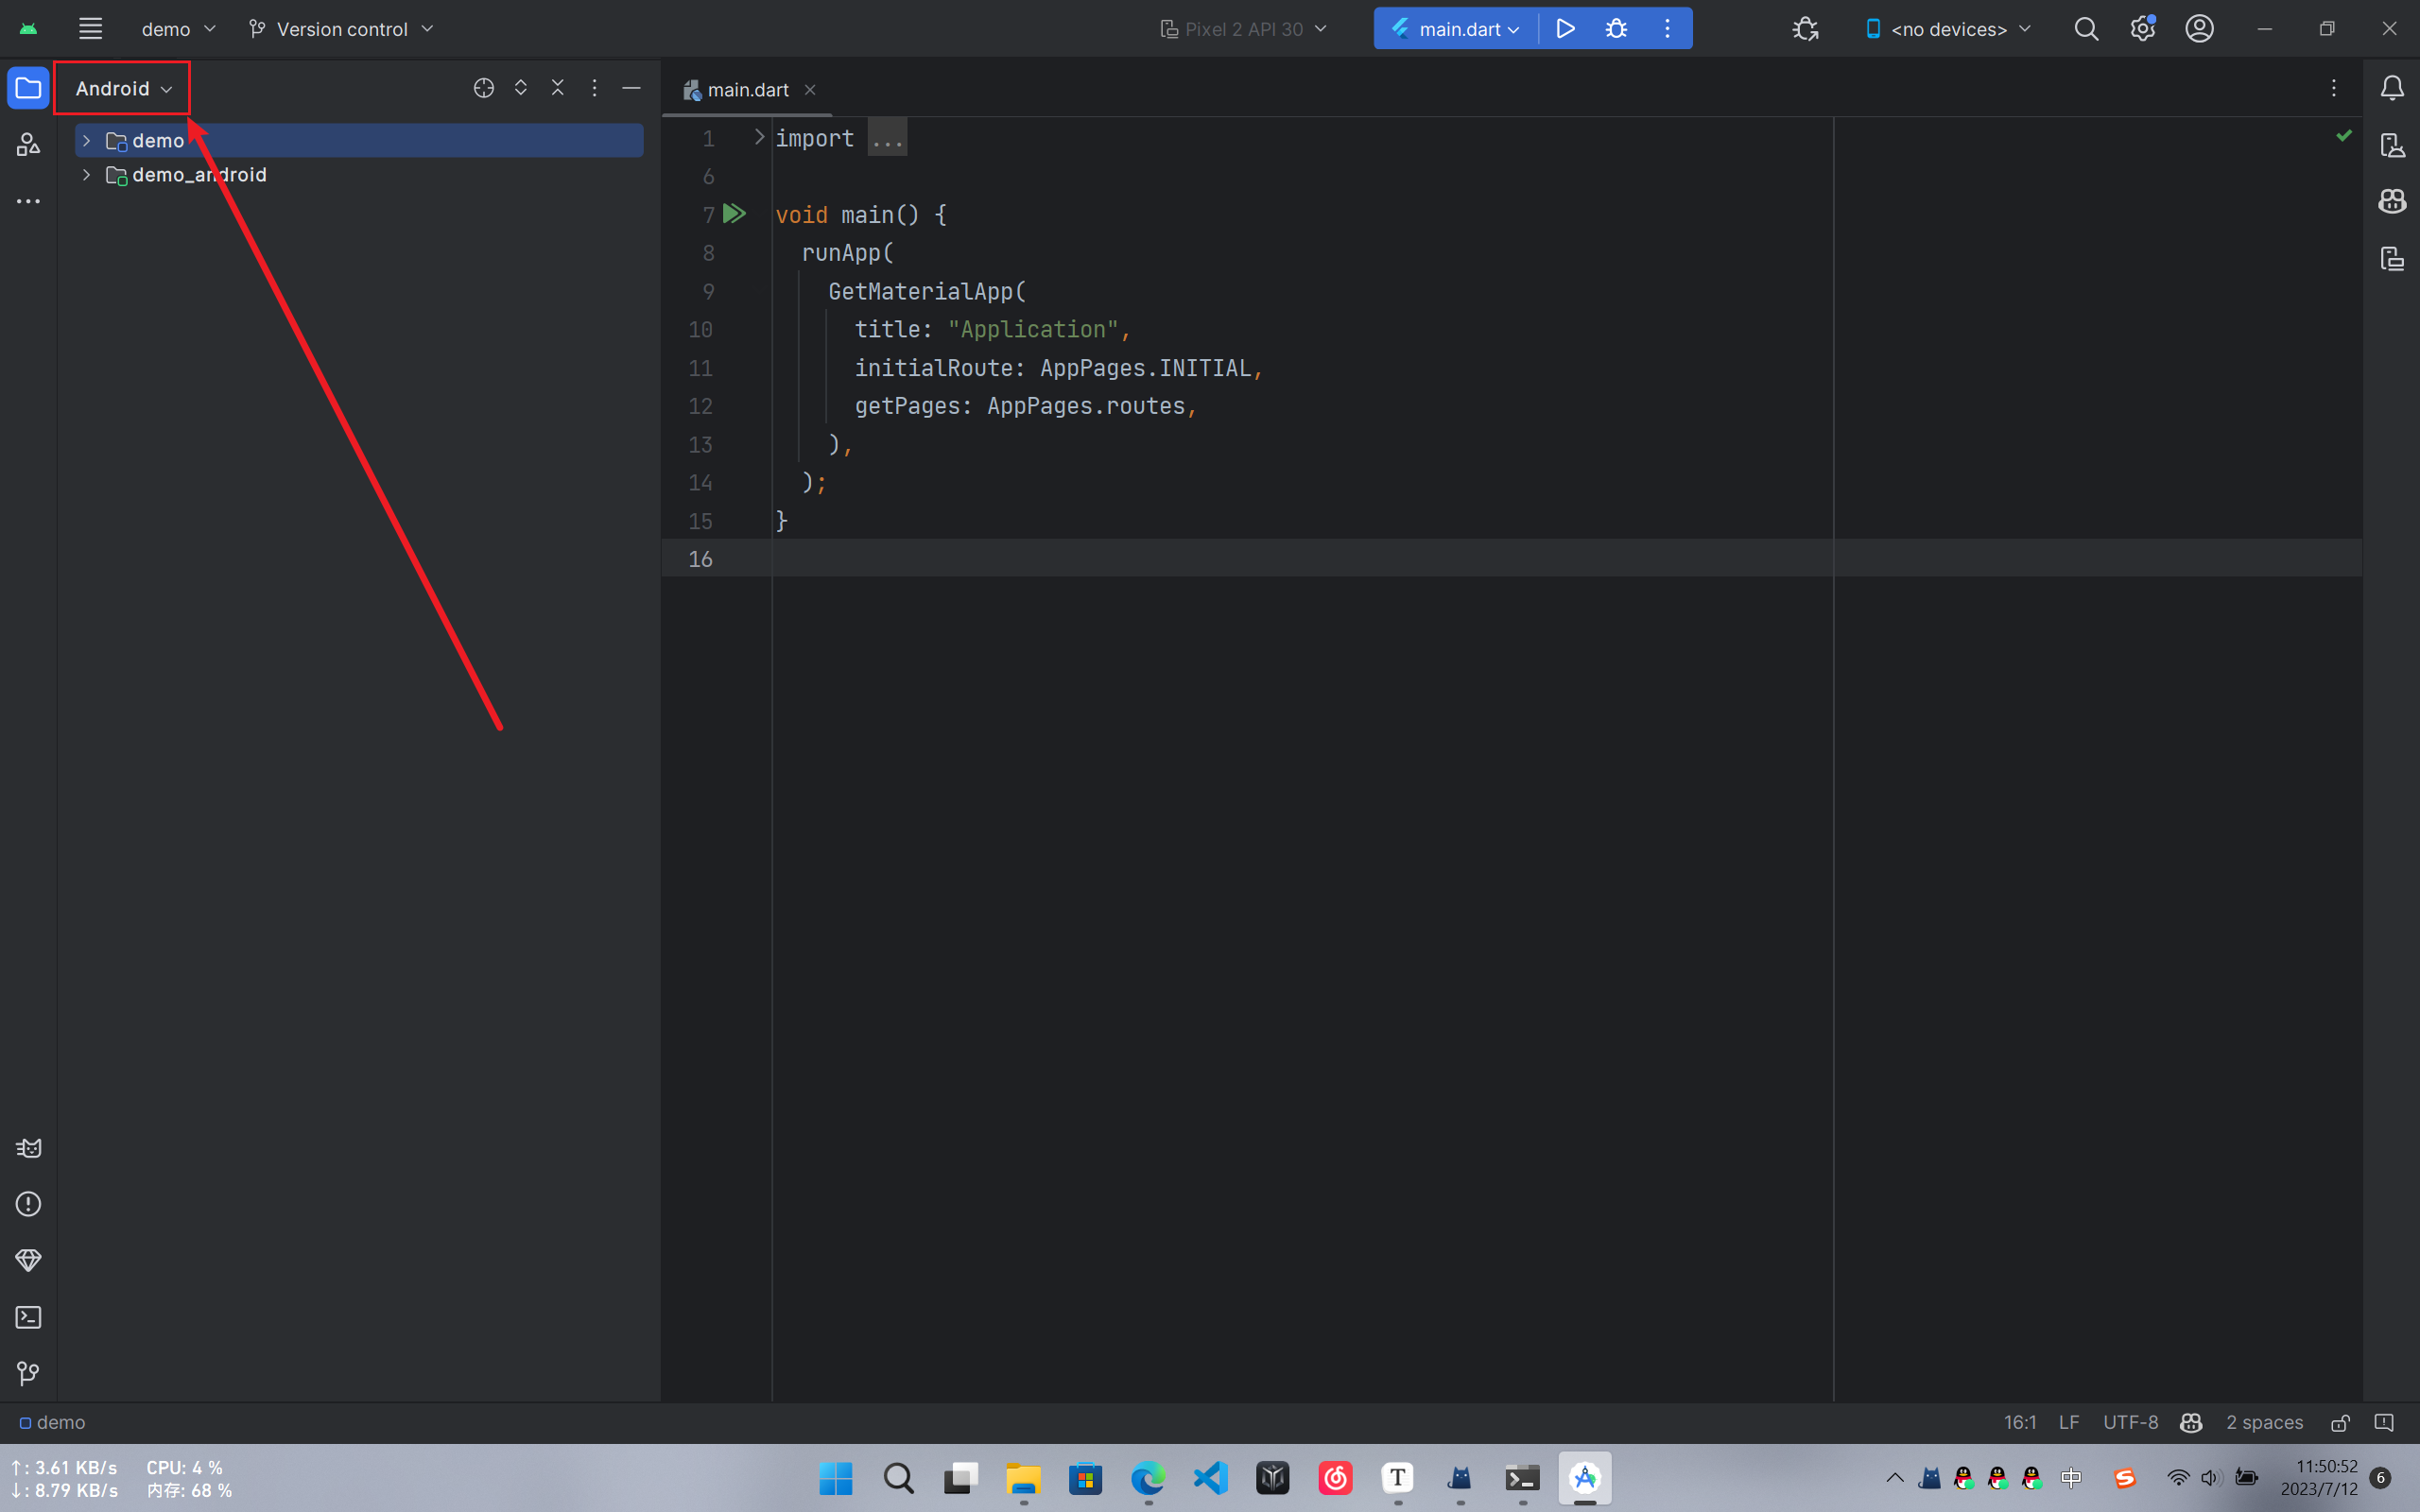 demo
Version control
Pixel 2 API 30
main.dart
<no devices>
Android
main.dart
demo
demo_android
1 import ...
6
7 void main() {
8 runApp(
9 GetMaterialApp(
10 title: "Application",
11 initialRoute: AppPages.INITIAL,
12 getPages: AppPages.routes,
13 ),
14 );
15 }
16
demo
16:1 LF UTF-8 2 spaces
↑: 3.61 KB/s CPU: 4 %
↓: 8.79 KB/s 内存: 68 %
T
中
S
11:50:52
2023/7/12
6